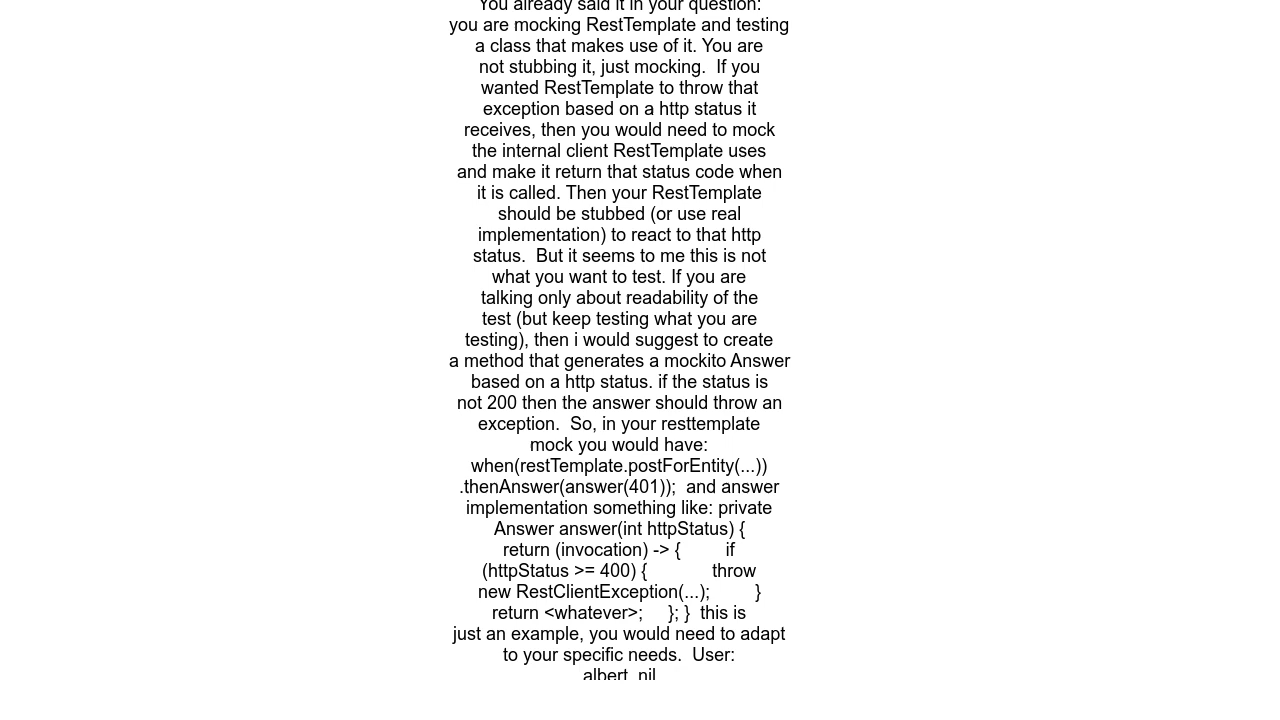 You already said it in your question:
you are mocking RestTemplate and testing
a class that makes use of it. You are
not stubbing it, just mocking.  If you
wanted RestTemplate to throw that
exception based on a http status it
receives, then you would need to mock
the internal client RestTemplate uses
and make it return that status code when
it is called. Then your RestTemplate
should be stubbed (or use real
implementation) to react to that http
status.  But it seems to me this is not
what you want to test. If you are
talking only about readability of the
test (but keep testing what you are
testing), then i would suggest to create
a method that generates a mockito Answer
based on a http status. if the status is
not 200 then the answer should throw an
exception.  So, in your resttemplate
mock you would have:
when(restTemplate.postForEntity(...))
.thenAnswer(answer(401));  and answer
implementation something like: private
Answer answer(int httpStatus) {
return (invocation) -> {         if
(httpStatus >= 400) {             throw
new RestClientException(...);         }
return <whatever>;     }; }  this is
just an example, you would need to adapt
to your specific needs.  User:
albert_nil